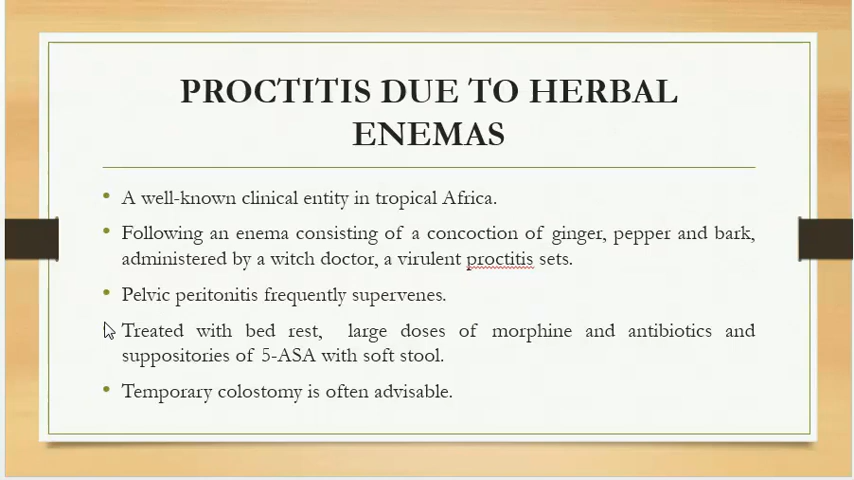 PROCTITIS DUE TO HERBAL
ENEMAS
• A well-known clinical entity in tropical Africa.
• Following an enema consisting of a concoction of ginger, pepper and bark,
administered by a witch doctor, a virulent proctitis sets.
• Pelvic peritonitis frequently supervenes.
Treated with bed rest, large doses of morphine and antibiotics and
suppositories of 5-ASA with soft stool.
• Temporary colostomy is often advisable.